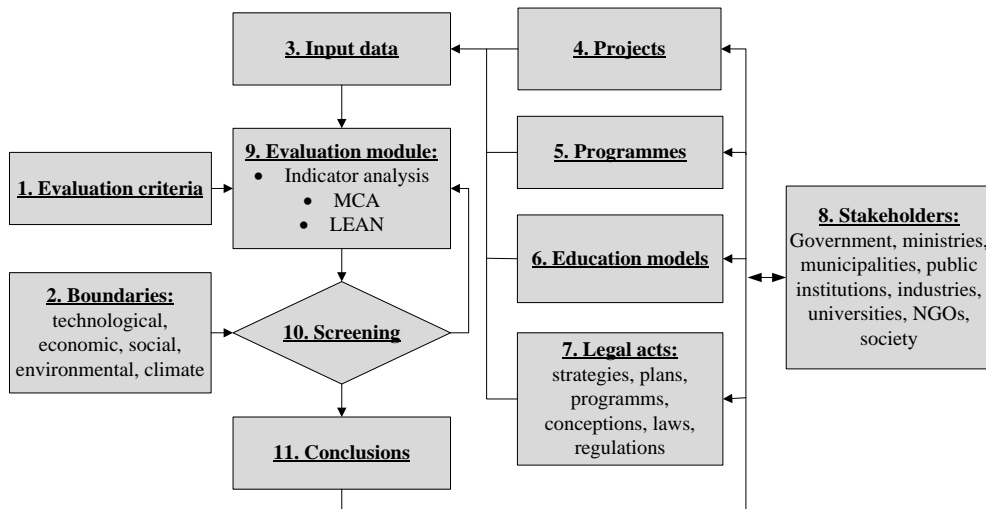 3. Input data
4. Projects
9. Evaluation module:
● Indicator analysis
● MCA
● LEAN
5. Programmes
1. Evaluation criteria
8. Stakeholders:
Government, ministries,
municipalities, public
institutions, industries,
universities, NGOs,
society
6. Education models
2. Boundaries:
technological,
economic, social,
environmental, climate
10. Screening
7. Legal acts:
strategies, plans,
programms,
conceptions, laws,
regulations
11. Conclusions